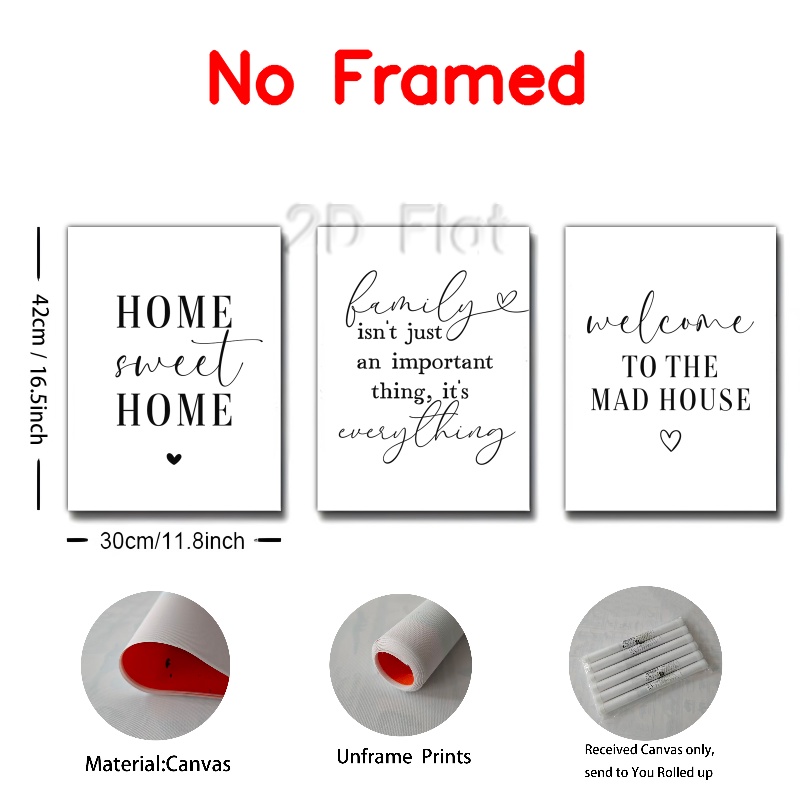 No Framed
2D Flat
42cm / 16.5inch
HOME
sweet
HOME
family
isn't just
an important
thing, it's
everything
welcome
TO THE
MAD HOUSE
30cm/11.8inch
Material:Canvas
Unframe Prints
Received Canvas only,
send to You Rolled up